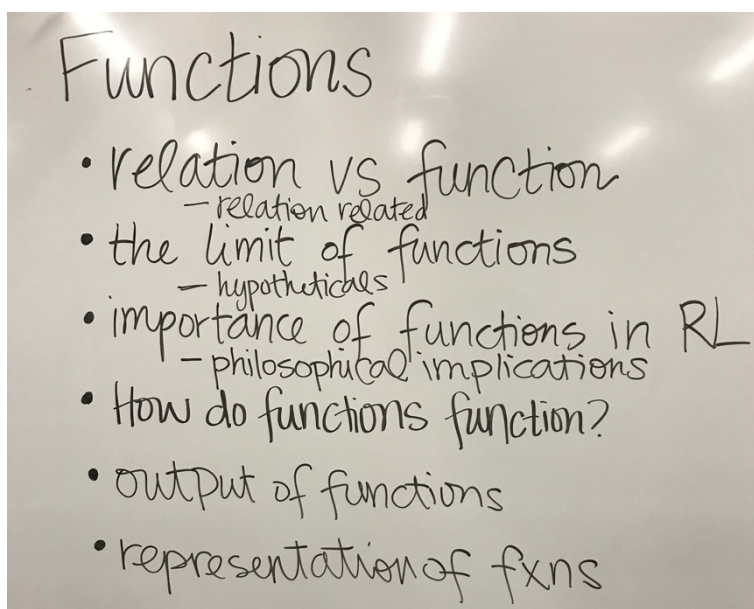 Functions
• relation vs function
– relation related
• the limit of functions
– hypotheticals
• importance of functions in RL
– philosophical implications
• How do functions function?
• output of functions
• representation of fxns